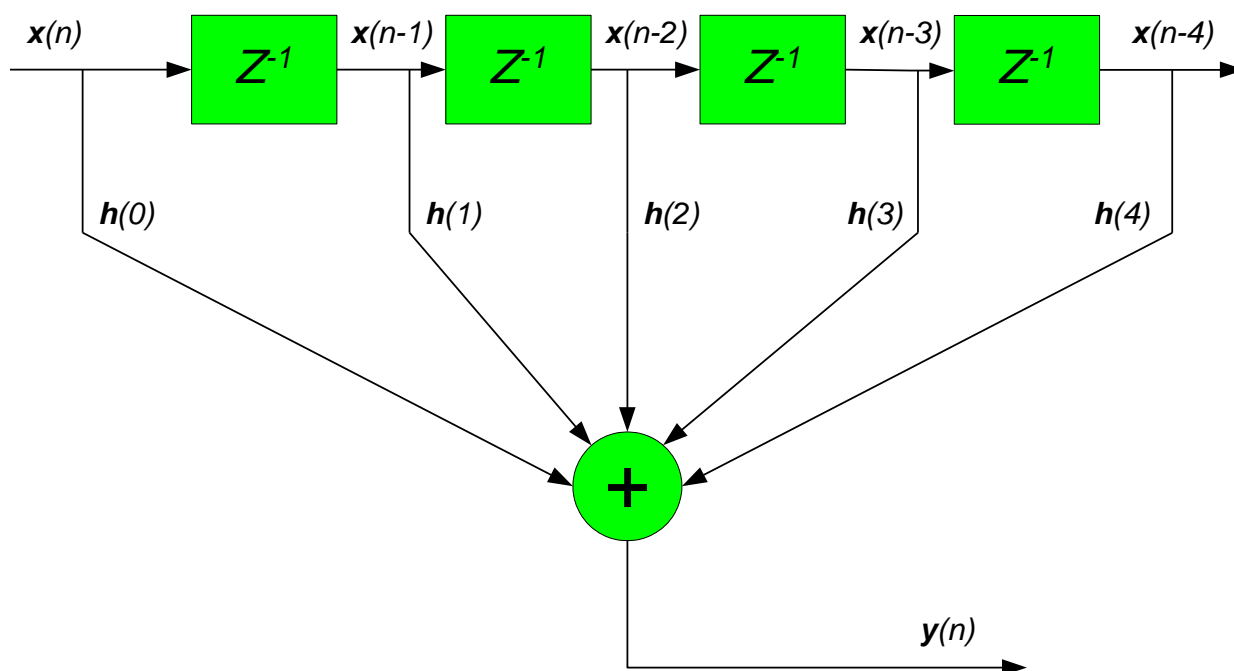 x(n) x(n-1) x(n-2) x(n-3) x(n-4)
Z⁻¹ Z⁻¹ Z⁻¹ Z⁻¹
h(0) h(1) h(2) h(3) h(4)
+
y(n)